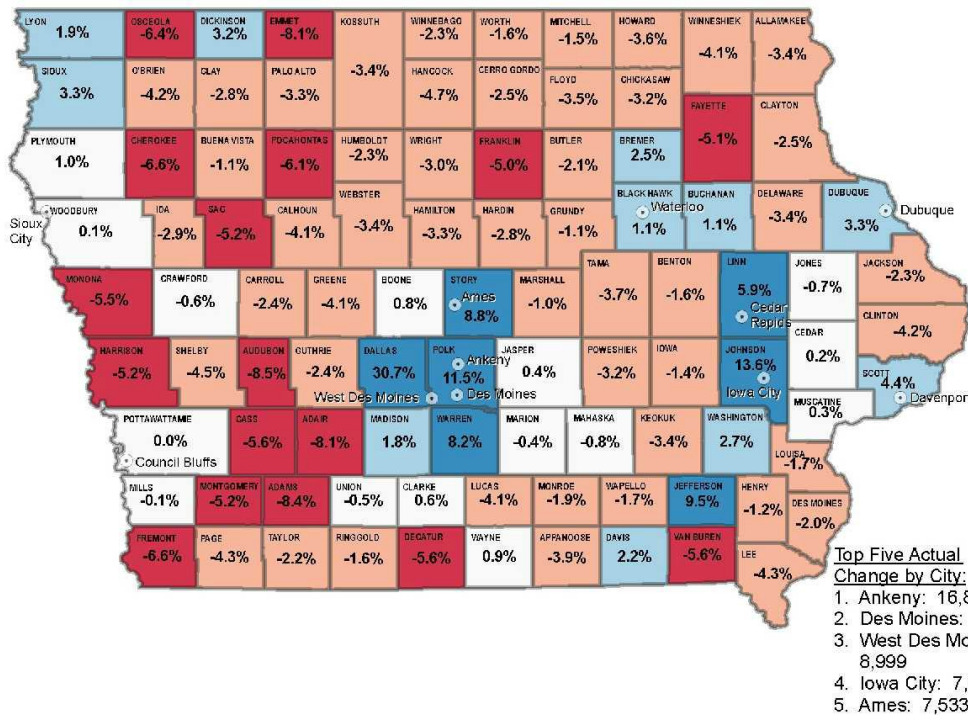 LYON
1.9%
OSCEOLA
-6.4%
DICKINSON
3.2%
EMMET
-8.1%
KOSSUTH
-3.4%
WINNEBAGO
-2.3%
WORTH
-1.6%
MITCHELL
-1.5%
HOWARD
-3.6%
WINNESHIEK
-4.1%
ALLAMAKEE
-3.4%
SIOUX
3.3%
O'BRIEN
-4.2%
CLAY
-2.8%
PALO ALTO
-3.3%
HANCOCK
-4.7%
CERRO GORDO
-2.5%
FLOYD
-3.5%
CHICKASAW
-3.2%
FAYETTE
-5.1%
CLAYTON
-2.5%
PLYMOUTH
1.0%
CHEROKEE
-6.6%
BUENA VISTA
-1.1%
POCAHONTAS
-6.1%
HUMBOLDT
-2.3%
WRIGHT
-3.0%
FRANKLIN
-5.0%
BUTLER
-2.1%
BREMER
2.5%
Sioux
City
WOODBURY
0.1%
IDA
-2.9%
SAC
-5.2%
CALHOUN
-4.1%
WEBSTER
-3.4%
HAMILTON
-3.3%
HARDIN
-2.8%
GRUNDY
-1.1%
BLACK HAWK
Waterloo
1.1%
BUCHANAN
1.1%
DELAWARE
-3.4%
DUBUQUE
3.3%
Dubuque
MONONA
-5.5%
CRAWFORD
-0.6%
CARROLL
-2.4%
GREENE
-4.1%
BOONE
0.8%
STORY
Ames
8.8%
MARSHALL
-1.0%
TAMA
-3.7%
BENTON
-1.6%
LINN
5.9%
Cedar
Rapids
JONES
-0.7%
JACKSON
-2.3%
CLINTON
-4.2%
HARRISON
-5.2%
SHELBY
-4.5%
AUDUBON
-8.5%
GUTHRIE
-2.4%
DALLAS
30.7%
West Des Moines
POLK
Ankeny
11.5%
Des Moines
JASPER
0.4%
POWESHIEK
-3.2%
IOWA
-1.4%
JOHNSON
13.6%
Iowa City
CEDAR
0.2%
SCOTT
4.4%
Davenport
MUSCATINE
0.3%
POTTAWATTAMIE
0.0%
Council Bluffs
CASS
-5.6%
ADAIR
-8.1%
MADISON
1.8%
WARREN
8.2%
MARION
-0.4%
MAHASKA
-0.8%
KEOKUK
-3.4%
WASHINGTON
2.7%
LOUISA
-1.7%
MILLS
-0.1%
MONTGOMERY
-5.2%
ADAMS
-8.4%
UNION
-0.5%
CLARKE
0.6%
LUCAS
-4.1%
MONROE
-1.9%
WAPELLO
-1.7%
JEFFERSON
9.5%
HENRY
-1.2%
DES MOINES
-2.0%
FREMONT
-6.6%
PAGE
-4.3%
TAYLOR
-2.2%
RINGGOLD
-1.6%
DECATUR
-5.6%
WAYNE
0.9%
APPANOOSE
-3.9%
DAVIS
2.2%
VAN BUREN
-5.6%
LEE
-4.3%
Top Five Actual
Change by City:
1. Ankeny: 16,8
2. Des Moines:
3. West Des Mo
8,999
4. Iowa City: 7,
5. Ames: 7,533